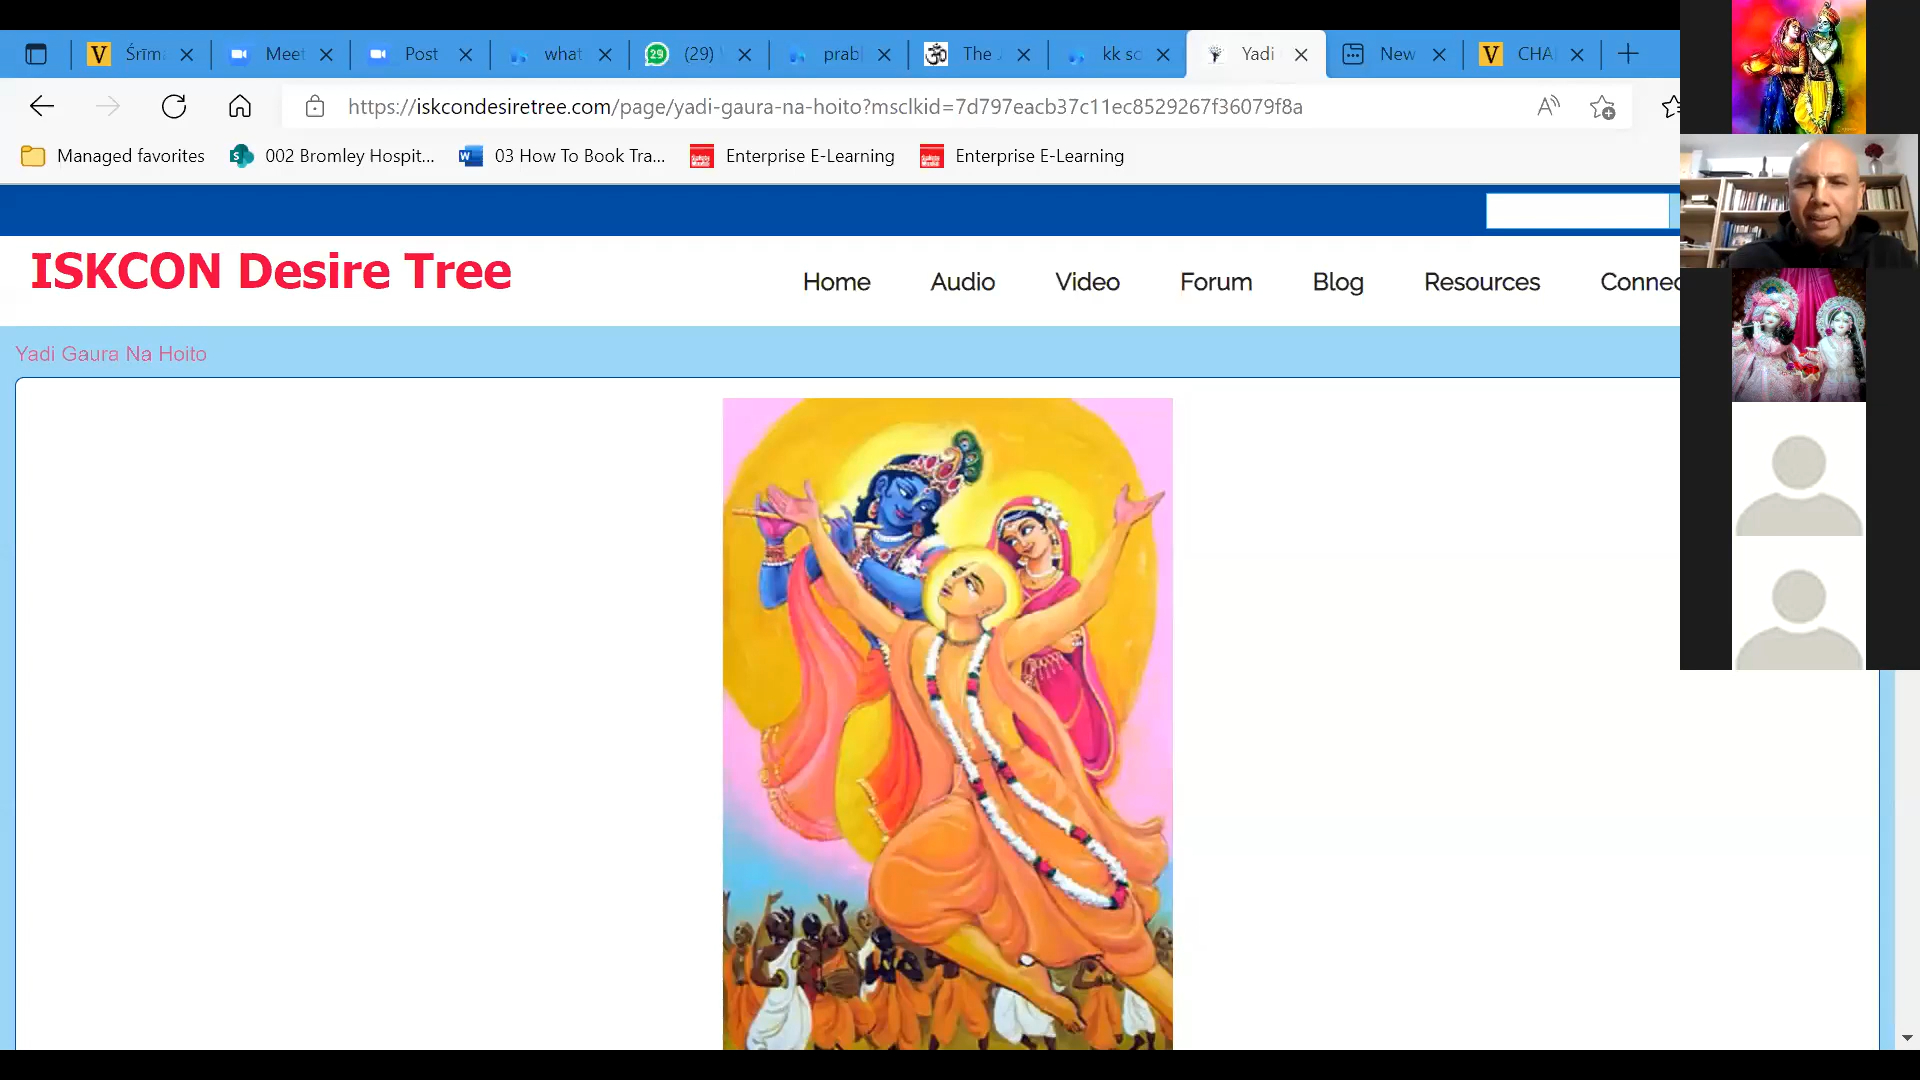 Śrīm
Meet
Post
what
(29)
prab
The
kk sc
Yadi
New
CHA
https://iskcondesiretree.com/page/yadi-gaura-na-hoito?msclkid=7d797eacb37c11ec8529267f36079f8a
Managed favorites
002 Bromley Hospit...
03 How To Book Tra...
Enterprise E-Learning
Enterprise E-Learning
ISKCON Desire Tree
Home
Audio
Video
Forum
Blog
Resources
Connec
Yadi Gaura Na Hoito